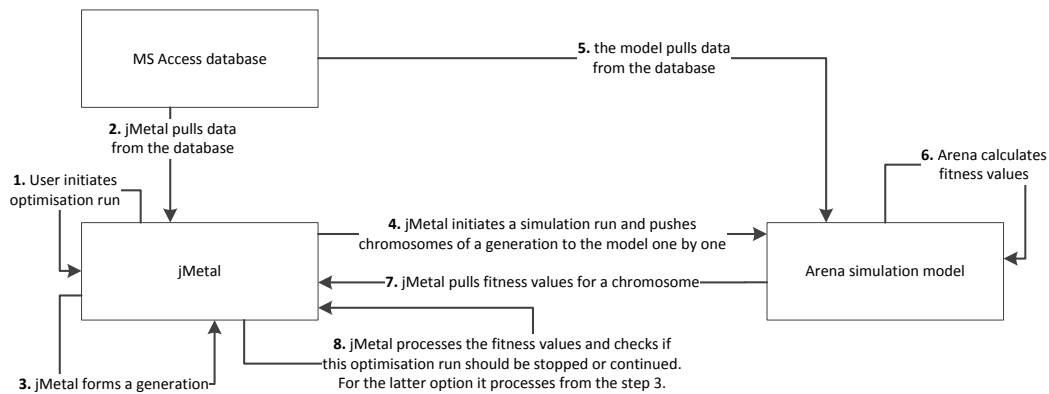 MS Access database
5. the model pulls data
from the database
2. jMetal pulls data
from the database
1. User initiates
optimisation run
6. Arena calculates
fitness values
4. jMetal initiates a simulation run and pushes
chromosomes of a generation to the model one by one
jMetal
Arena simulation model
7. jMetal pulls fitness values for a chromosome
8. jMetal processes the fitness values and checks if
this optimisation run should be stopped or continued.
For the latter option it processes from the step 3.
3. jMetal forms a generation